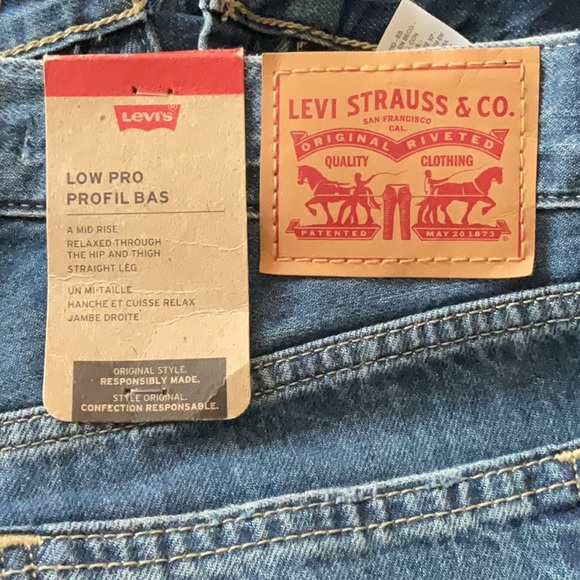 Levi's
LOW PRO
PROFIL BAS
A MID RISE
RELAXED THROUGH
THE HIP AND THIGH
STRAIGHT LEG
UN MI-TAILLE
HANCHE ET CUISSE RELAX
JAMBE DROITE
ORIGINAL STYLE.
RESPONSIBLY MADE.
STYLE ORIGINAL.
CONFECTION RESPONSABLE.
LEVI STRAUSS & CO.
SAN FRANCISCO
CAL.
ORIGINAL RIVETED
QUALITY CLOTHING
PATENTED MAY 20 1873